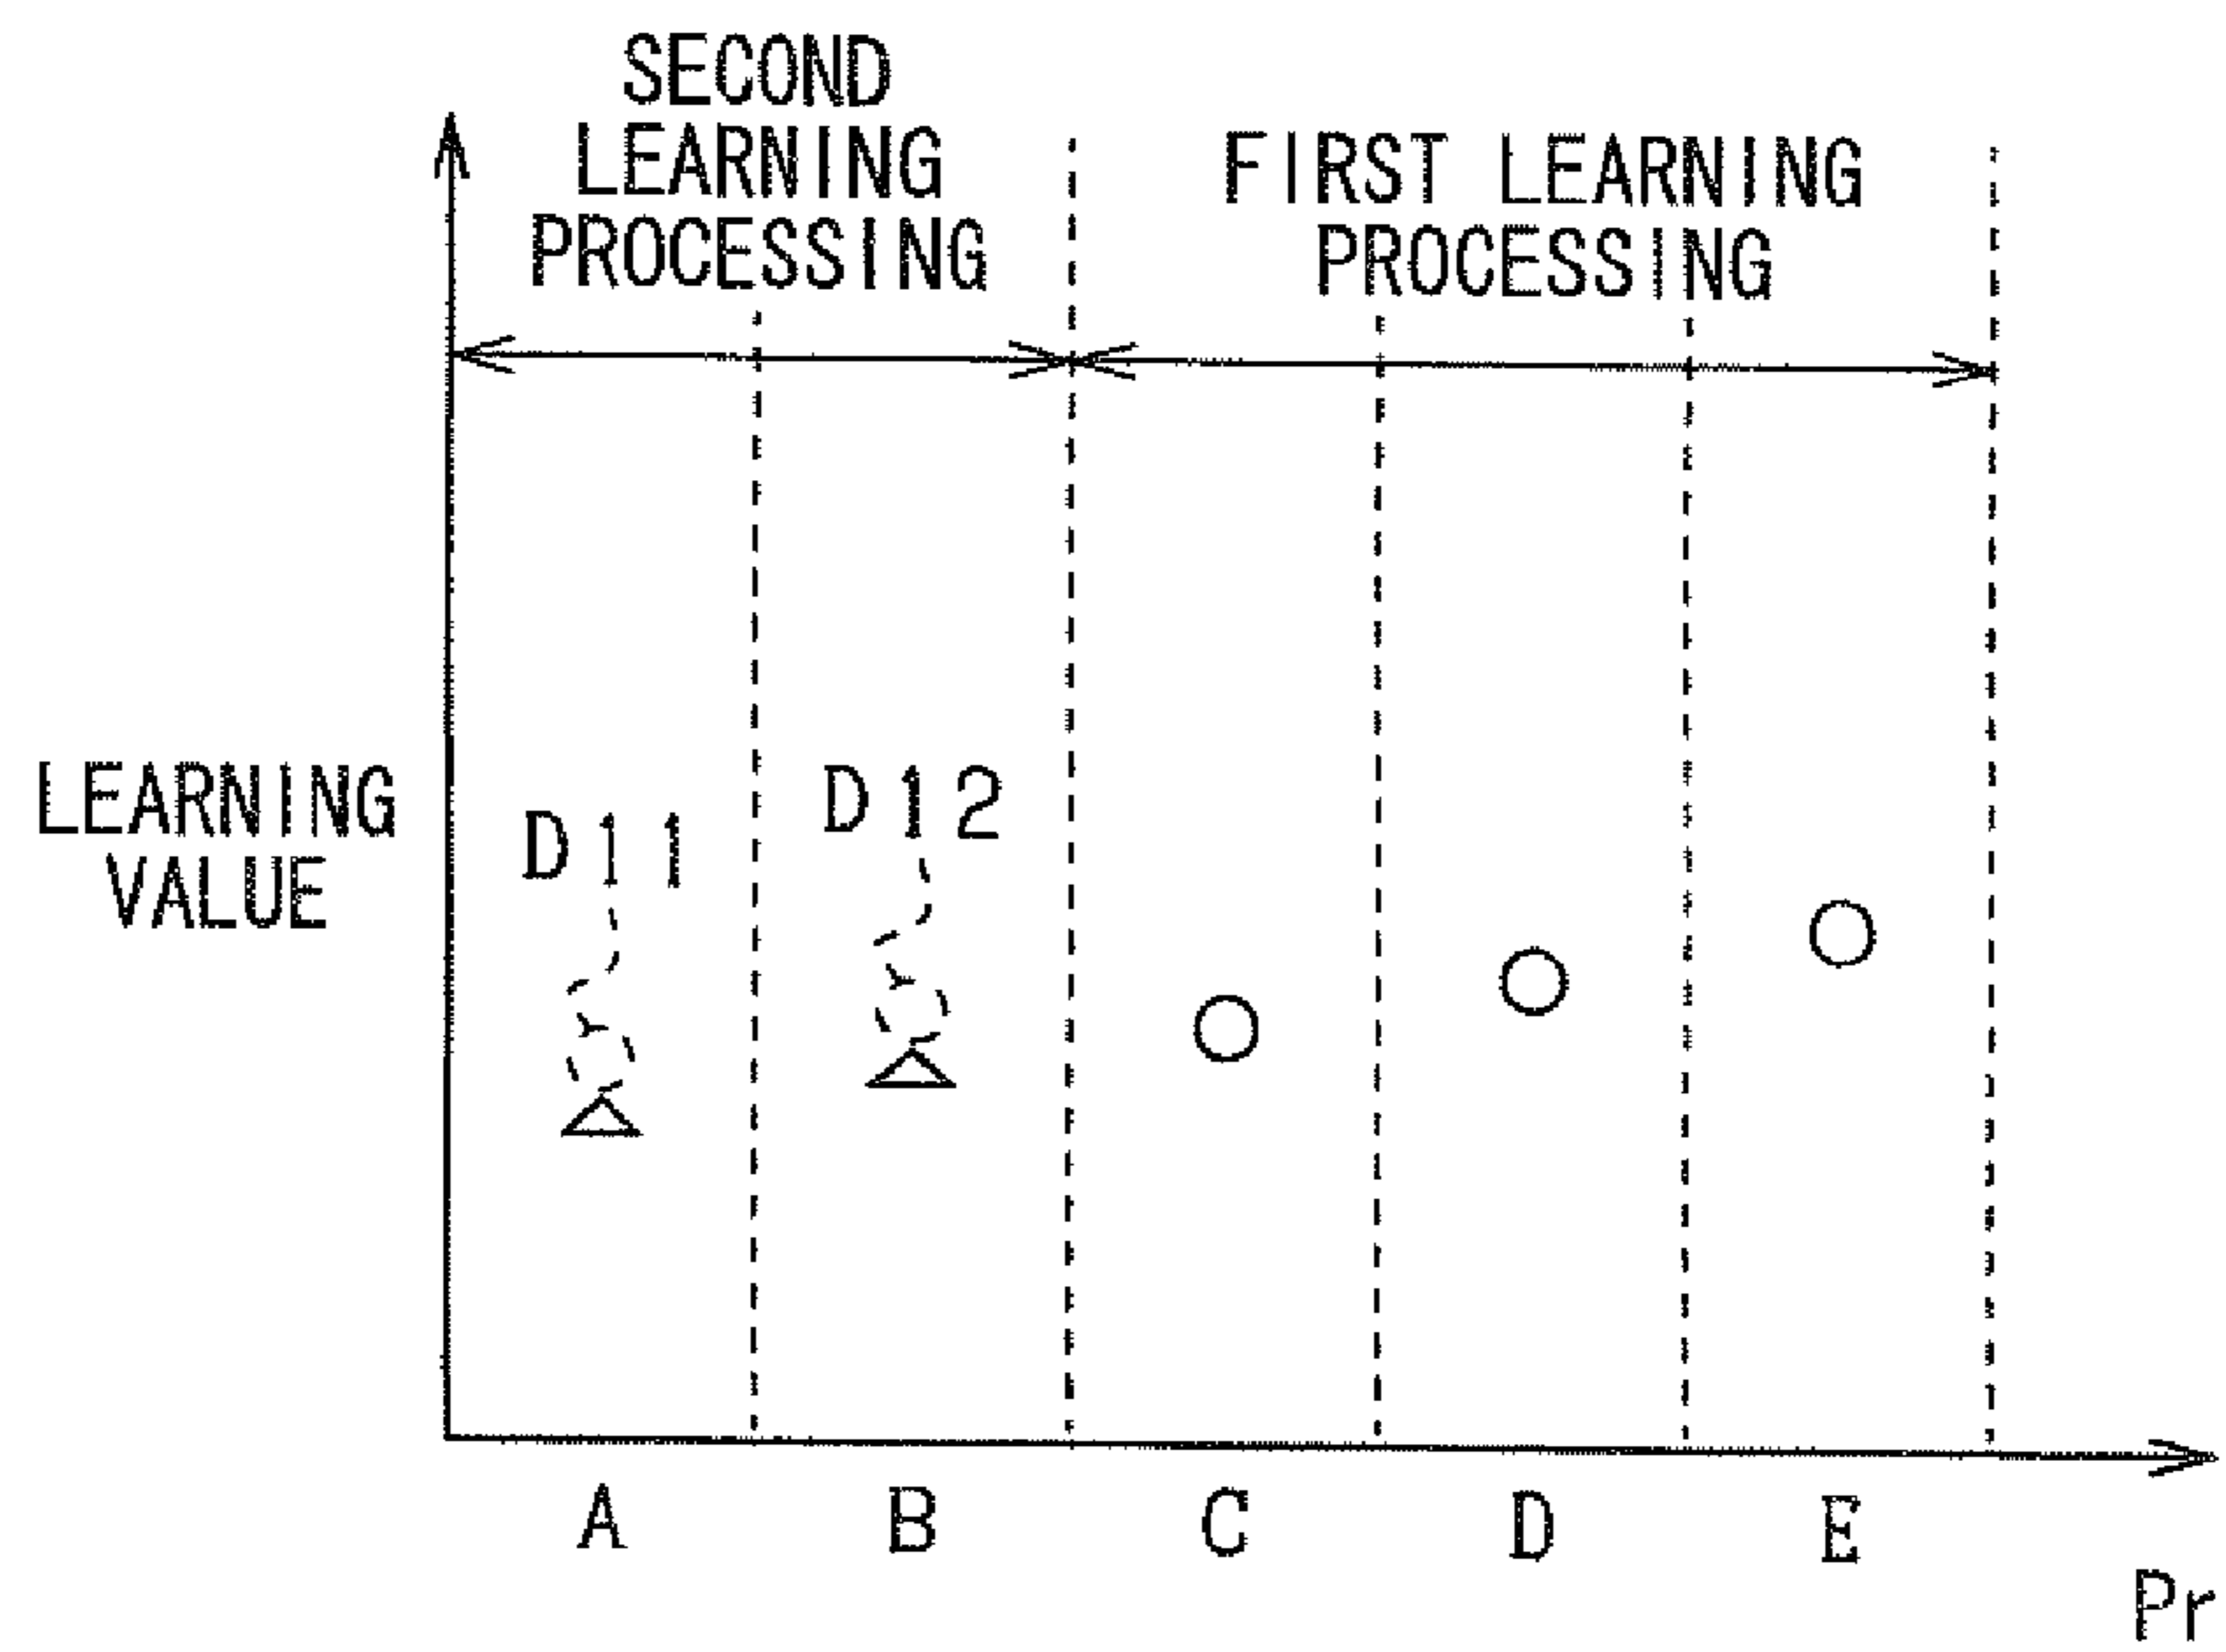 SECOND
LEARNING
PROCESSING
FIRST LEARNING
PROCESSING
LEARNING
VALUE
D11
D12
A
B
C
D
E
Pr